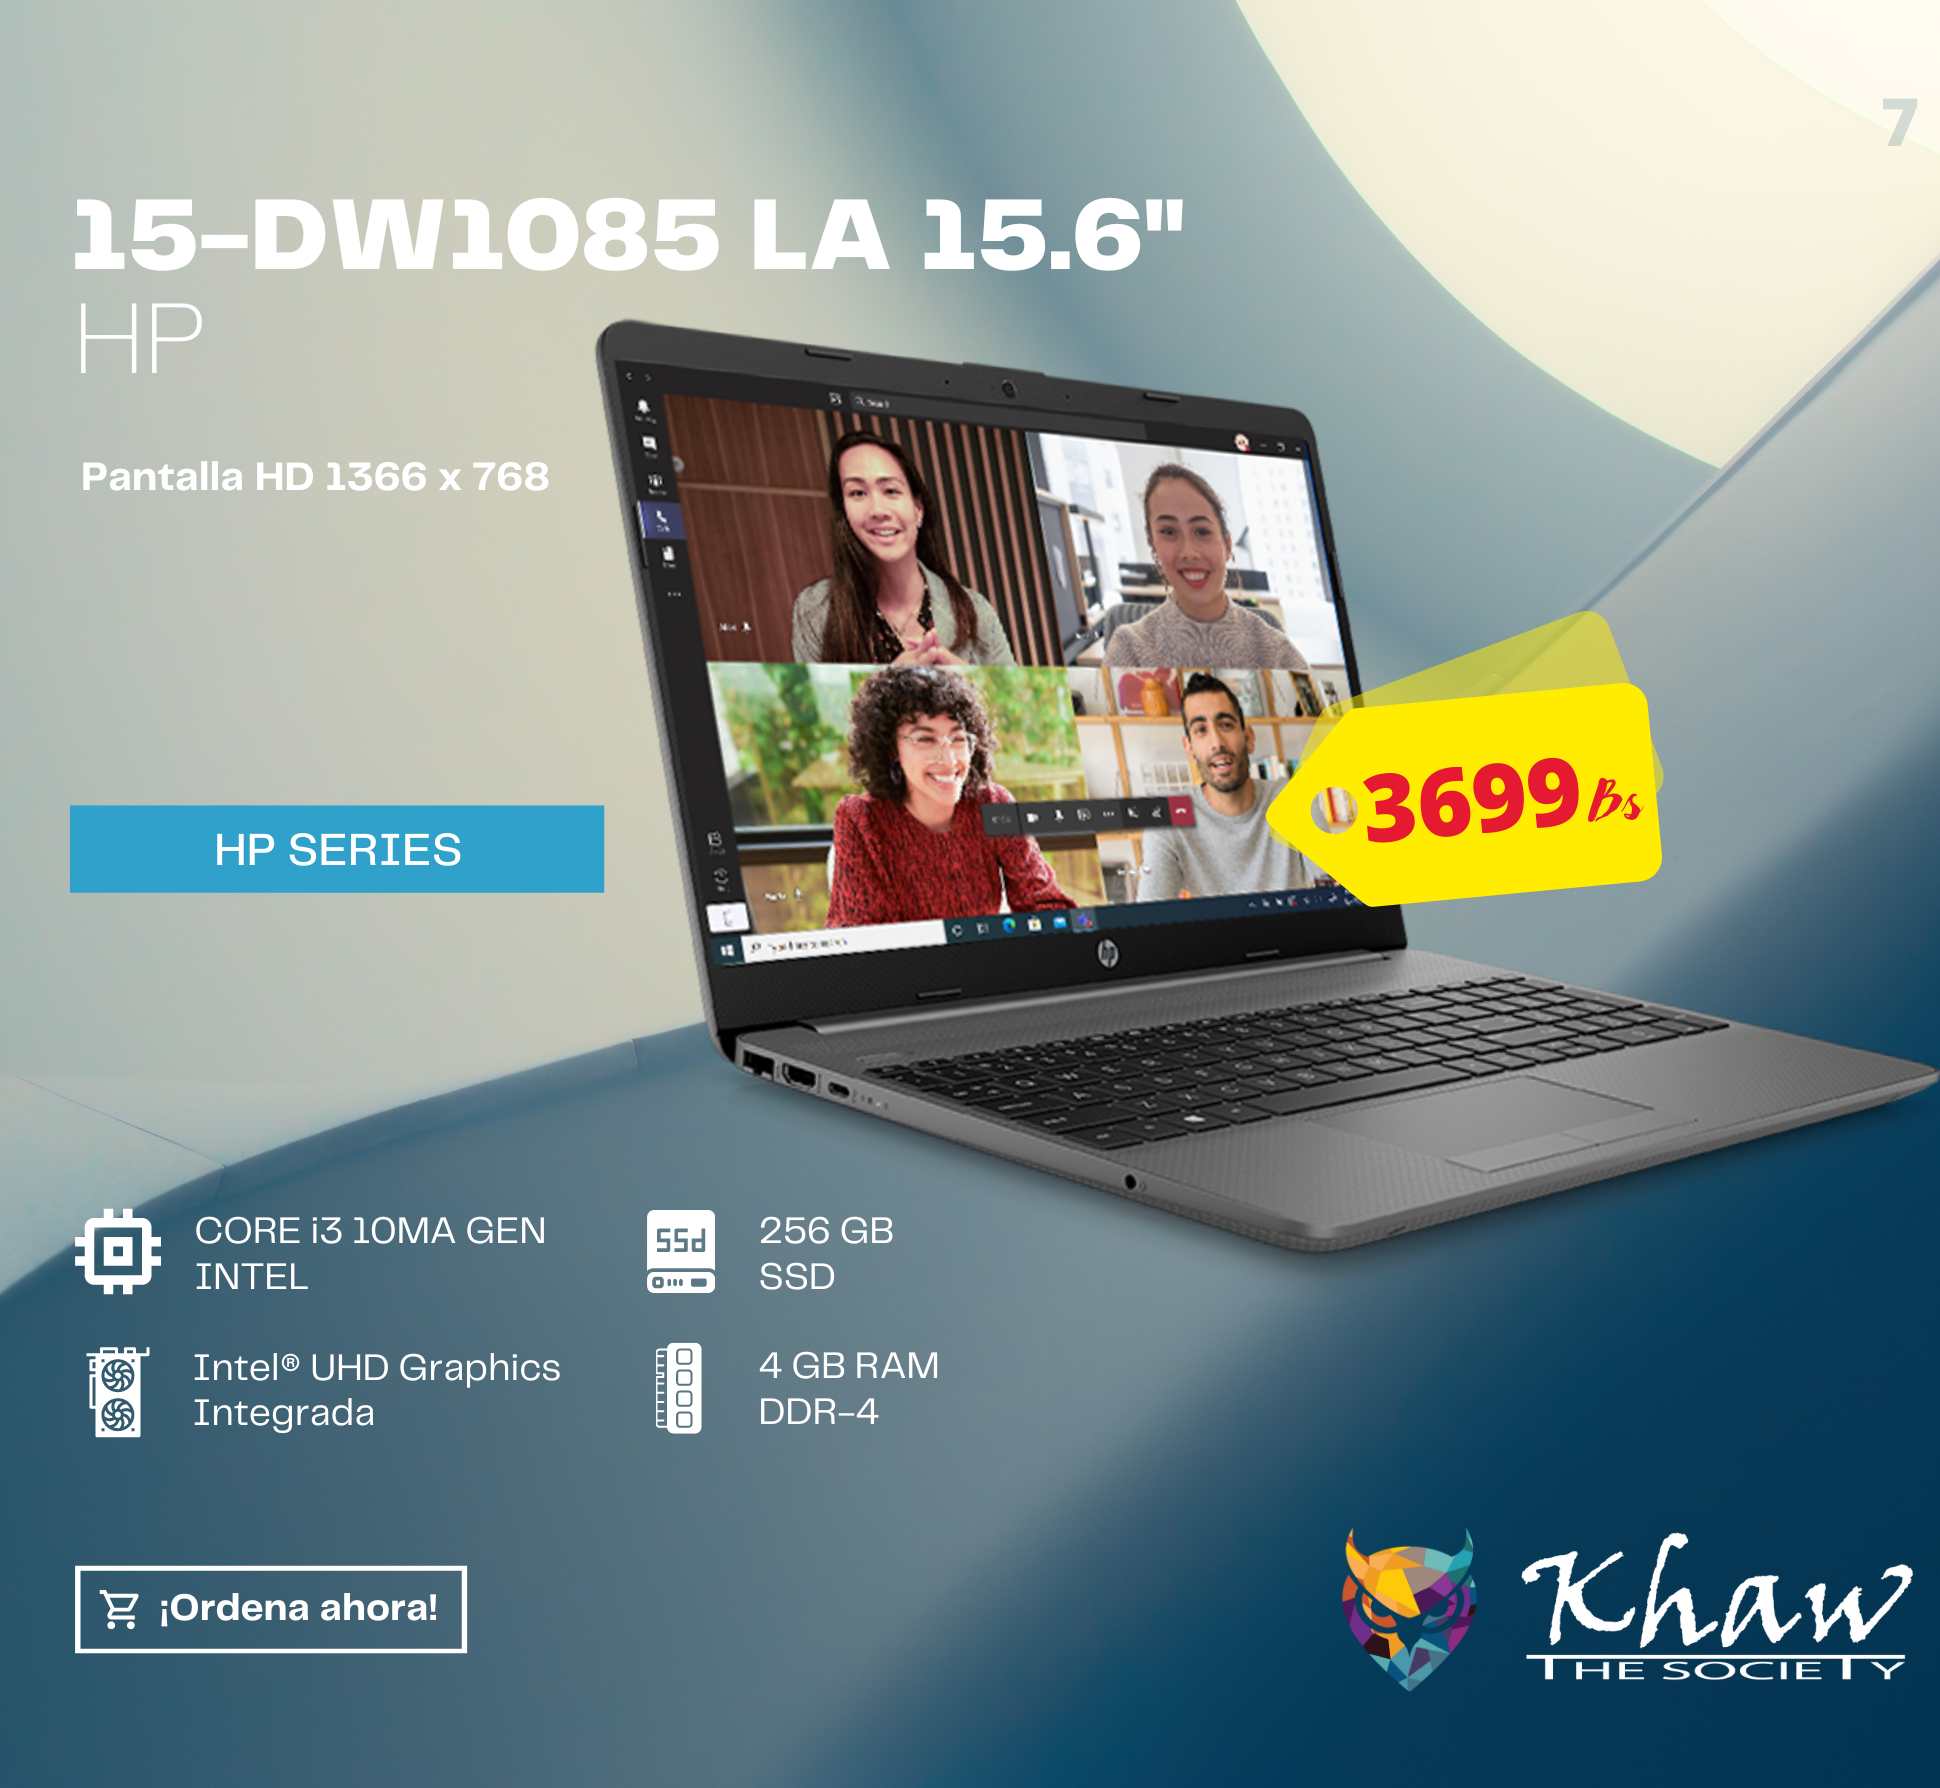 7
15-DW1085 LA 15.6"
HP
Pantalla HD 1366 x 768
3699 Bs
HP SERIES
hp
CORE i3 10MA GEN
INTEL
SSd
256 GB
SSD
Intel® UHD Graphics
Integrada
4 GB RAM
DDR-4
¡Ordena ahora!
Khaw
THE SOCIETY